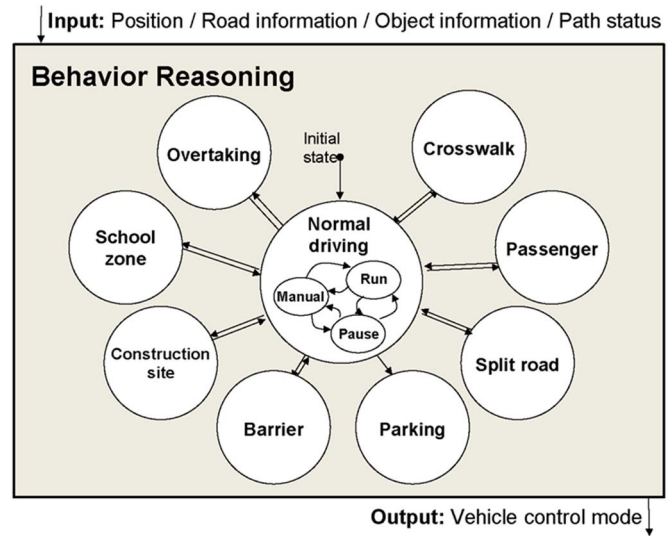 Input: Position / Road information / Object information / Path status
Behavior Reasoning
Overtaking
Initial
state
Crosswalk
School
zone
Normal
driving
Manual
Run
Pause
Passenger
Construction
site
Split road
Barrier
Parking
Output: Vehicle control mode